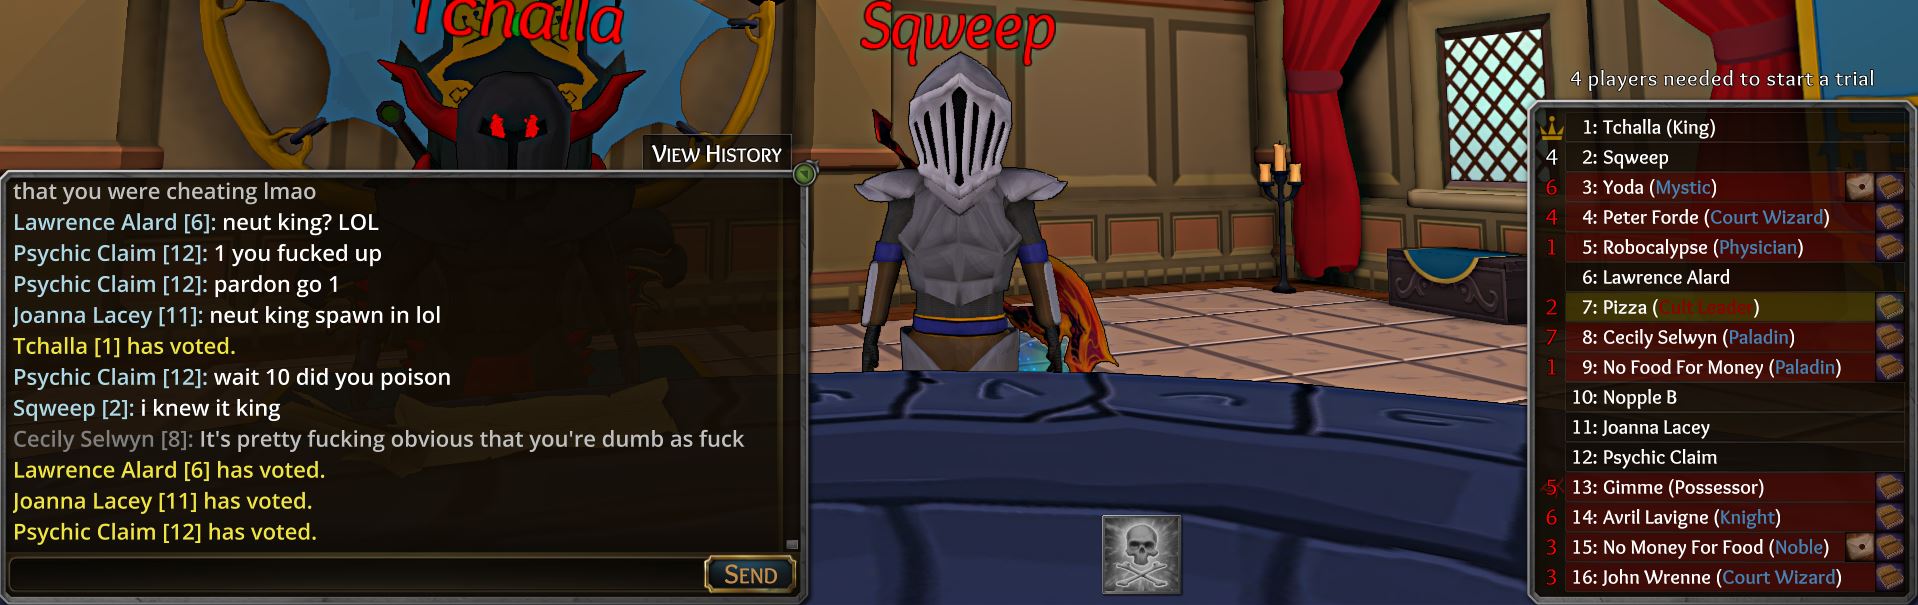 Tchalla
Sqweep
4 players needed to start a trial
VIEW HISTORY
that you were cheating lmao
Lawrence Alard [6]: neut king? LOL
Psychic Claim [12]: 1 you fucked up
Psychic Claim [12]: pardon go 1
Joanna Lacey [11]: neut king spawn in lol
Tchalla [1] has voted.
Psychic Claim [12]: wait 10 did you poison
Sqweep [2]: i knew it king
Cecily Selwyn [8]: It's pretty fucking obvious that you're dumb as fuck
Lawrence Alard [6] has voted.
Joanna Lacey [11] has voted.
Psychic Claim [12] has voted.
SEND
1: Tchalla (King)
4 2: Sqweep
6 3: Yoda (Mystic)
4 4: Peter Forde (Court Wizard)
1 5: Robocalypse (Physician)
6: Lawrence Alard
2 7: Pizza (Cult Leader)
7 8: Cecily Selwyn (Paladin)
1 9: No Food For Money (Paladin)
10: Nopple B
11: Joanna Lacey
12: Psychic Claim
5 13: Gimme (Possessor)
6 14: Avril Lavigne (Knight)
3 15: No Money For Food (Noble)
3 16: John Wrenne (Court Wizard)